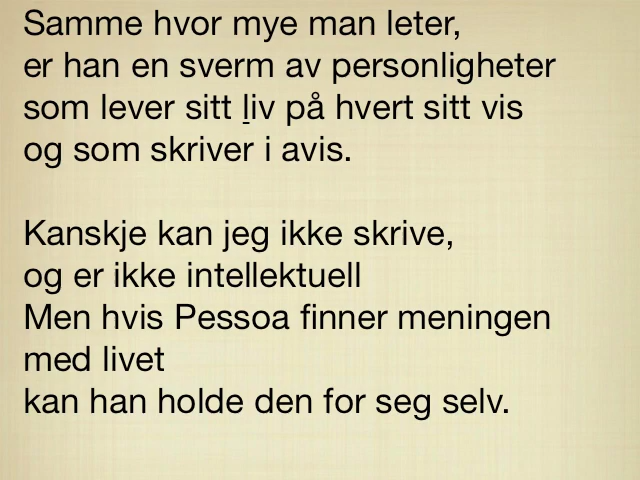 Samme hvor mye man leter,
er han en sverm av personligheter
som lever sitt liv på hvert sitt vis
og som skriver i avis.

Kanskje kan jeg ikke skrive,
og er ikke intellektuell
Men hvis Pessoa finner meningen
med livet
kan han holde den for seg selv.